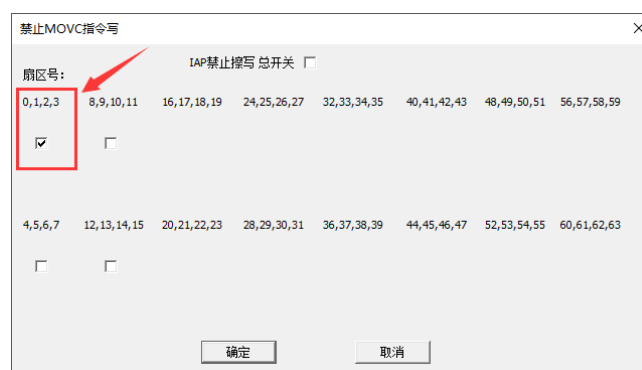 禁止MOVC指令写
IAP禁止擦写 总开关
扇区号：
0,1,2,3 8,9,10,11 16,17,18,19 24,25,26,27 32,33,34,35 40,41,42,43 48,49,50,51 56,57,58,59
4,5,6,7 12,13,14,15 20,21,22,23 28,29,30,31 36,37,38,39 44,45,46,47 52,53,54,55 60,61,62,63
确定 取消